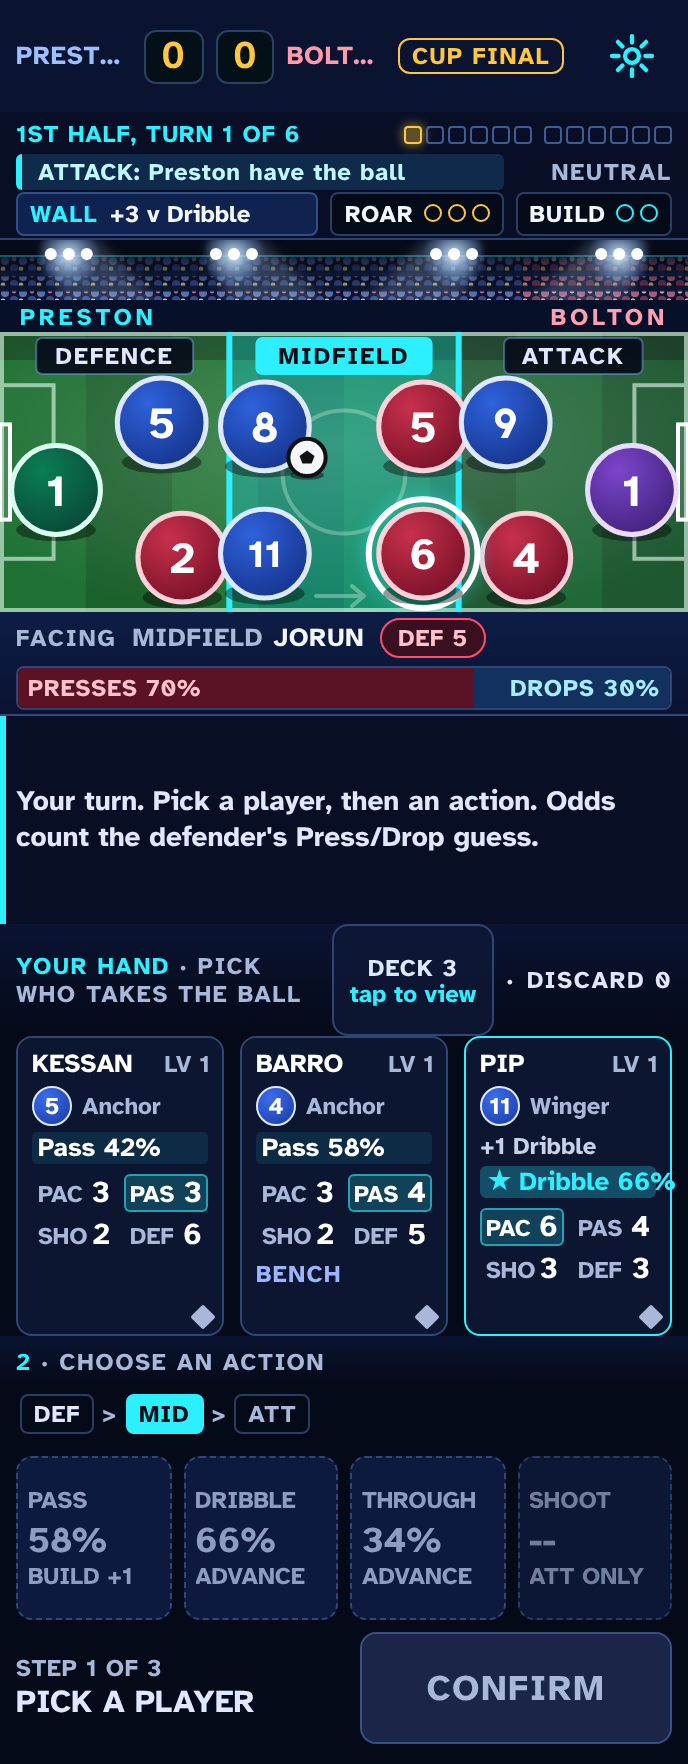 PREST... 0 0 BOLT... CUP FINAL
1ST HALF, TURN 1 OF 6
ATTACK: Preston have the ball NEUTRAL
WALL +3 v Dribble ROAR BUILD
PRESTON BOLTON
DEFENCE MIDFIELD ATTACK
5 8 5 9
1 1
2 11 6 4
FACING MIDFIELD JORUN DEF 5
PRESSES 70% DROPS 30%
Your turn. Pick a player, then an action. Odds
count the defender's Press/Drop guess.
YOUR HAND · PICK
WHO TAKES THE BALL
DECK 3
tap to view
· DISCARD 0
KESSAN LV 1
5 Anchor
Pass 42%
PAC 3 PAS 3
SHO 2 DEF 6
BARRO LV 1
4 Anchor
Pass 58%
PAC 3 PAS 4
SHO 2 DEF 5
BENCH
PIP LV 1
11 Winger
+1 Dribble
★ Dribble 66%
PAC 6 PAS 4
SHO 3 DEF 3
2 · CHOOSE AN ACTION
DEF > MID > ATT
PASS
58%
BUILD +1
DRIBBLE
66%
ADVANCE
THROUGH
34%
ADVANCE
SHOOT
--
ATT ONLY
STEP 1 OF 3
PICK A PLAYER
CONFIRM